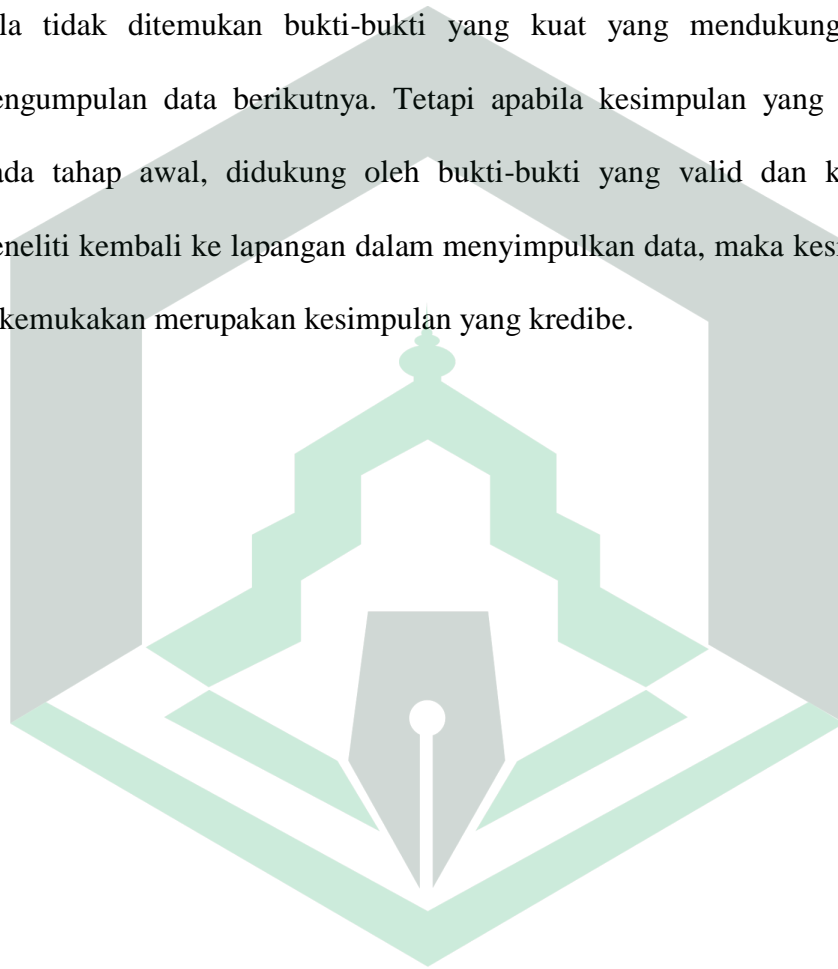 la tidak ditemukan bukti-bukti yang kuat yang mendukung
engumpulan data berikutnya. Tetapi apabila kesimpulan yang
ada tahap awal, didukung oleh bukti-bukti yang valid dan k
eneliti kembali ke lapangan dalam menyimpulkan data, maka kesi
kemukakan merupakan kesimpulan yang kredibe.